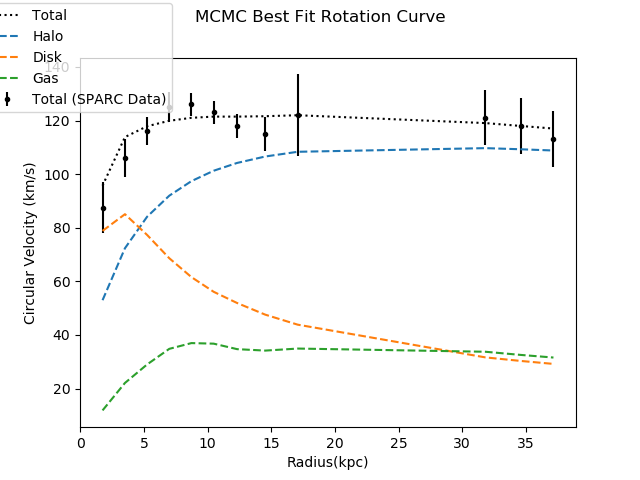 MCMC Best Fit Rotation Curve
Total
Halo
Disk
Gas
Total (SPARC Data)
140
120
100
80
60
40
20
Circular Velocity (km/s)
0 5 10 15 20 25 30 35
Radius(kpc)